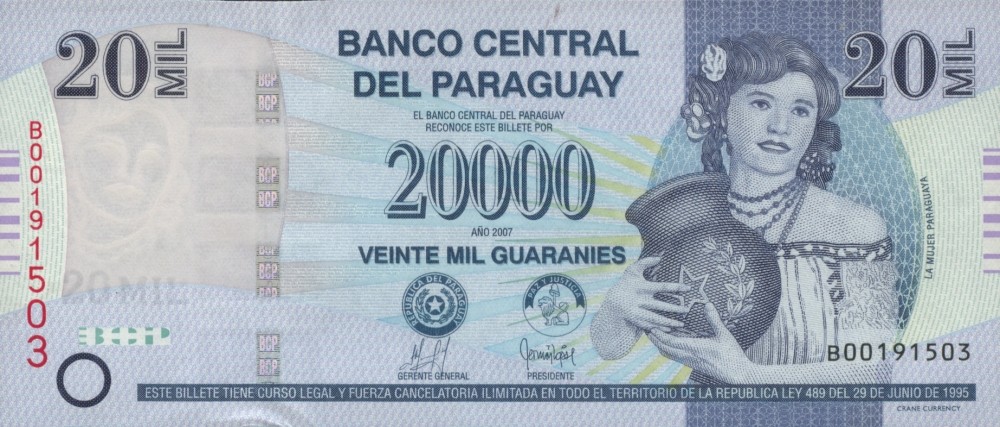 20 MIL
BANCO CENTRAL
DEL PARAGUAY
20 MIL
EL BANCO CENTRAL DEL PARAGUAY
RECONOCE ESTE BILLETE POR
20000
AÑO 2007
VEINTE MIL GUARANIES
B00191503
BCP
BCP
BCP
BCP
BCP
BCP
BCP
BCP
20 MIL
BCP
REPUBLICA DEL PARAGUAY
PAZ Y JUSTICIA
GERENTE GENERAL
PRESIDENTE
LA MUJER PARAGUAYA
B00191503
ESTE BILLETE TIENE CURSO LEGAL Y FUERZA CANCELATORIA ILIMITADA EN TODO EL TERRITORIO DE LA REPUBLICA LEY 489 DEL 29 DE JUNIO DE 1995
CRANE CURRENCY